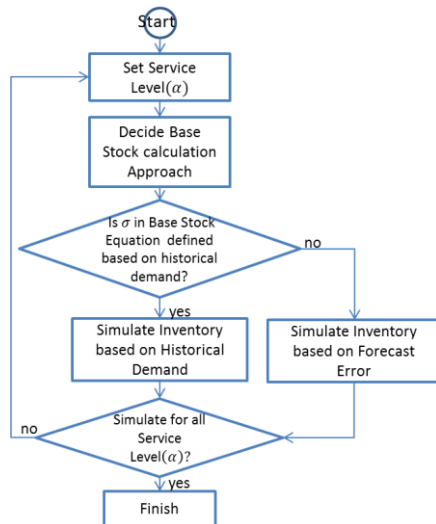 Start
Set Service
Level(α)
Decide Base
Stock calculation
Approach
Is σ in Base Stock
Equation defined
based on historical
demand?
no
yes
Simulate Inventory
based on Historical
Demand
Simulate Inventory
based on Forecast
Error
no
Simulate for all
Service
Level(α)?
yes
Finish